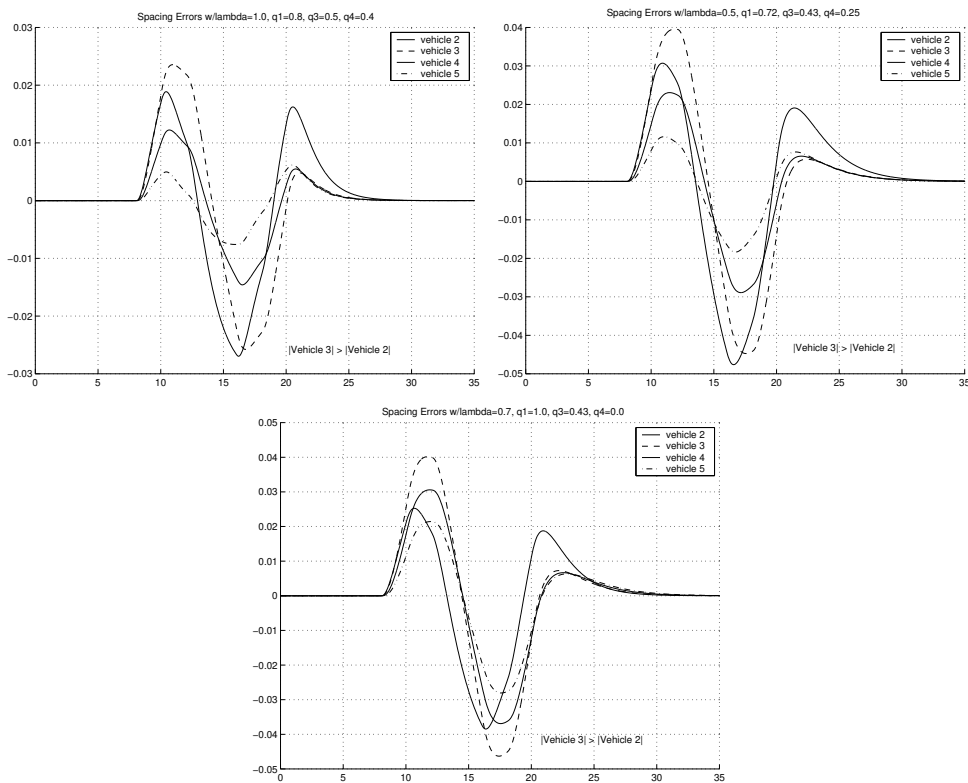 Spacing Errors w/lambda=1.0, q1=0.8, q3=0.5, q4=0.4
0.03
0.02
0.01
0
−0.01
−0.02
−0.03
0 5 10 15 20 25 30 35
vehicle 2
vehicle 3
vehicle 4
vehicle 5
|Vehicle 3| > |Vehicle 2|
Spacing Errors w/lambda=0.5, q1=0.72, q3=0.43, q4=0.25
0.04
0.03
0.02
0.01
0
−0.01
−0.02
−0.03
−0.04
−0.05
0 5 10 15 20 25 30 35
vehicle 2
vehicle 3
vehicle 4
vehicle 5
|Vehicle 3| > |Vehicle 2|
Spacing Errors w/lambda=0.7, q1=1.0, q3=0.43, q4=0.0
0.05
0.04
0.03
0.02
0.01
0
−0.01
−0.02
−0.03
−0.04
−0.05
0 5 10 15 20 25 30 35
vehicle 2
vehicle 3
vehicle 4
vehicle 5
|Vehicle 3| > |Vehicle 2|